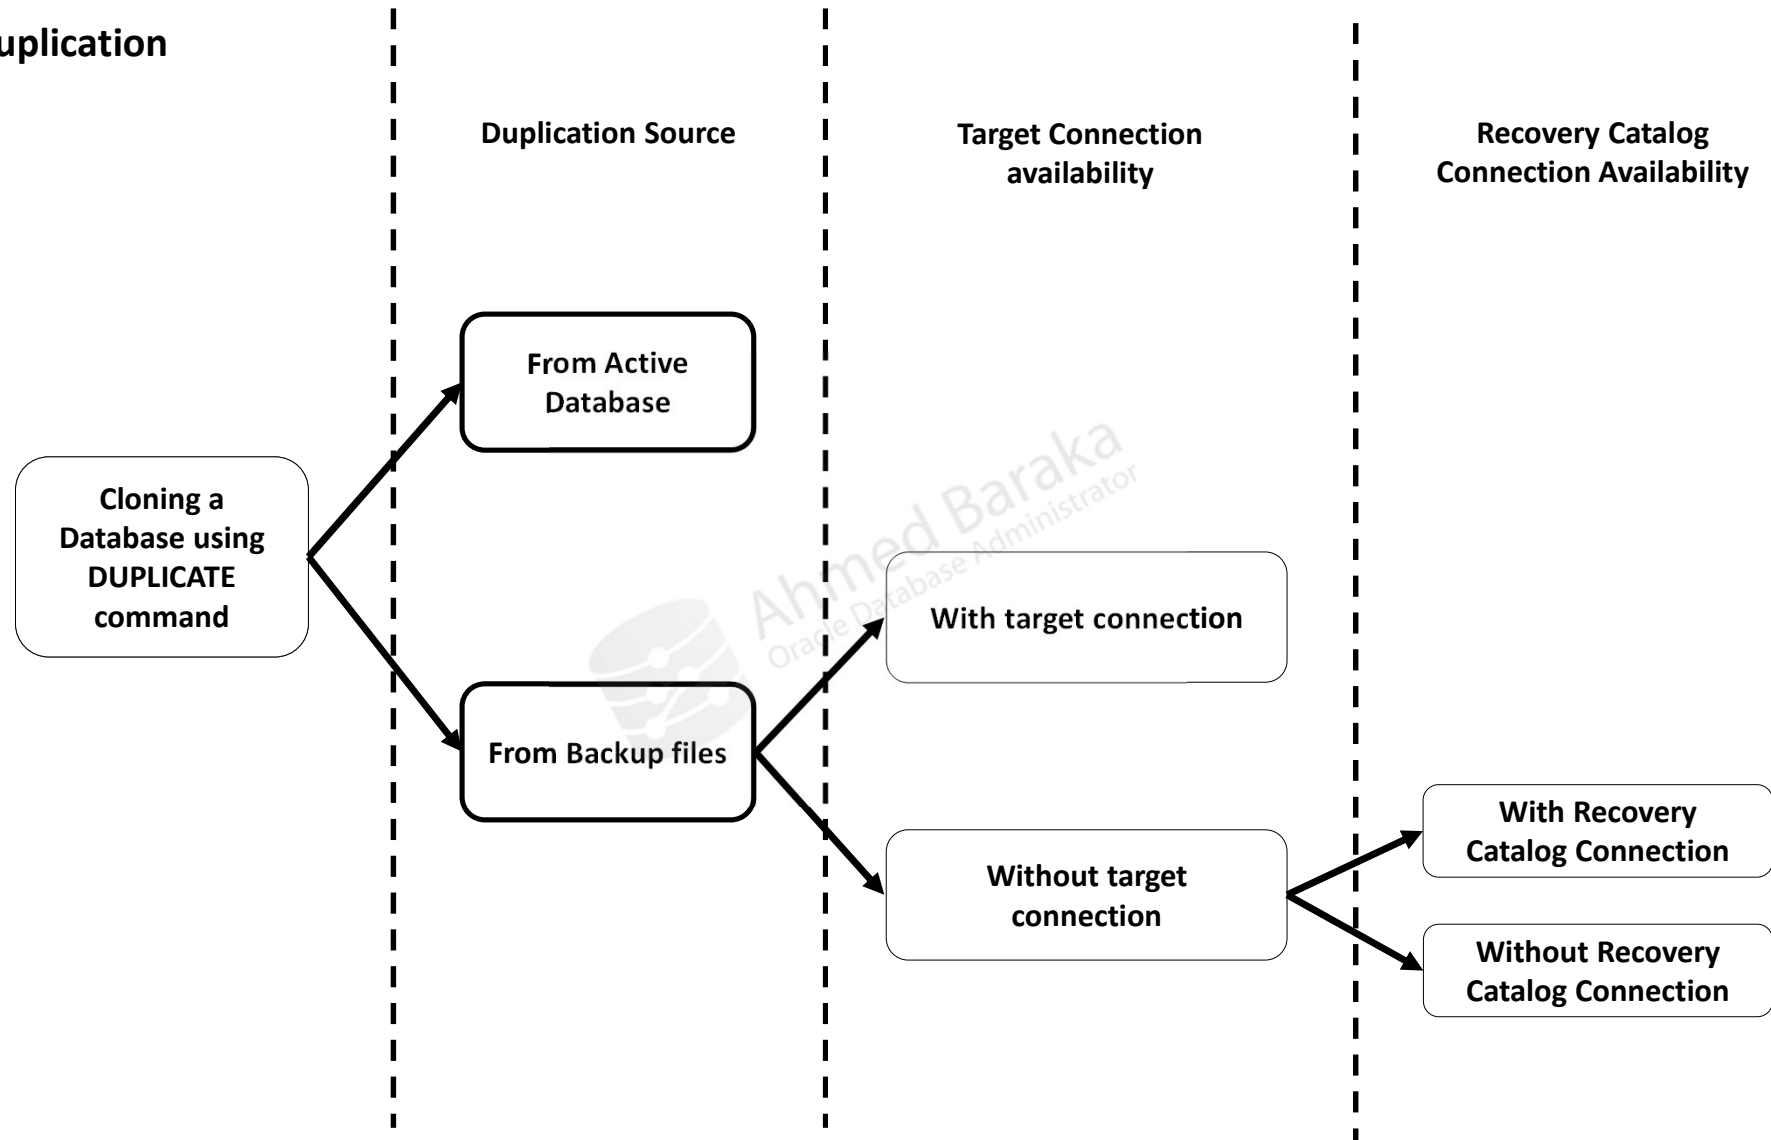 uplication
Duplication Source
Target Connection
availability
Recovery Catalog
Connection Availability
From Active
Database
Cloning a
Database using
DUPLICATE
command
Ahmed Baraka
Oracle Database Administrator
With target connection
From Backup files
Without target
connection
With Recovery
Catalog Connection
Without Recovery
Catalog Connection